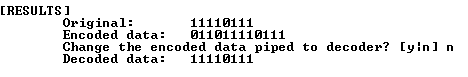 [RESULTS]
Original: 11110111
Encoded data: 011011110111
Change the encoded data piped to decoder? [y|n] n
Decoded data: 11110111